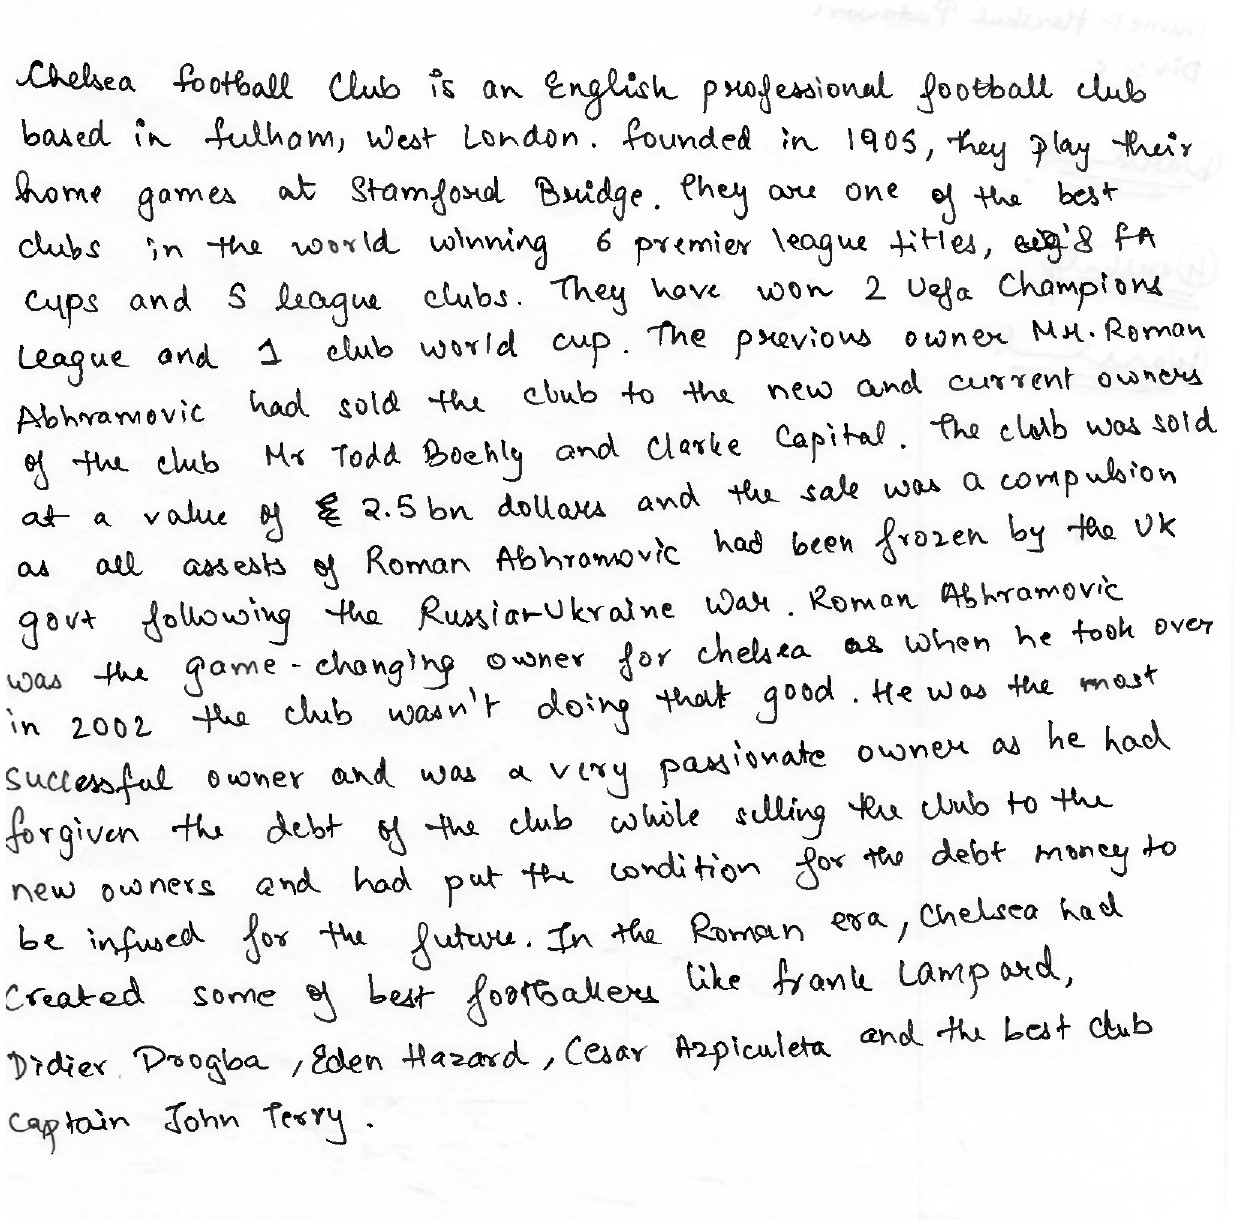 Chelsea football Club is an English professional football club
based in fulham, West London. founded in 1905, they play their
home games at Stamford Bridge. They are one of the best
clubs in the world winning 6 premier league titles, 8 FA
cups and 5 league clubs. They have won 2 Uefa Champions
League and 1 club world cup. The previous owner Mr. Roman
Abhramovic had sold the club to the new and current owners
of the club Mr Todd Boehly and Clarke Capital. The club was sold
at a value of 2.5 bn dollars and the sale was a compulsion
as all assests of Roman Abhramovic had been frozen by the UK
govt following the Russia-Ukraine War. Roman Abhramovic
was the game-changing owner for chelsea as when he took over
in 2002 the club wasn't doing that good. He was the most
successful owner and was a very passionate owner as he had
forgiven the debt of the club while selling the club to the
new owners and had put the condition for the debt money to
be infused for the future. In the Roman era, Chelsea had
Created some of best footballers like frank Lampard,
Didier Drogba, Eden Hazard, Cesar Azpiculeta and the best club
captain John Terry.